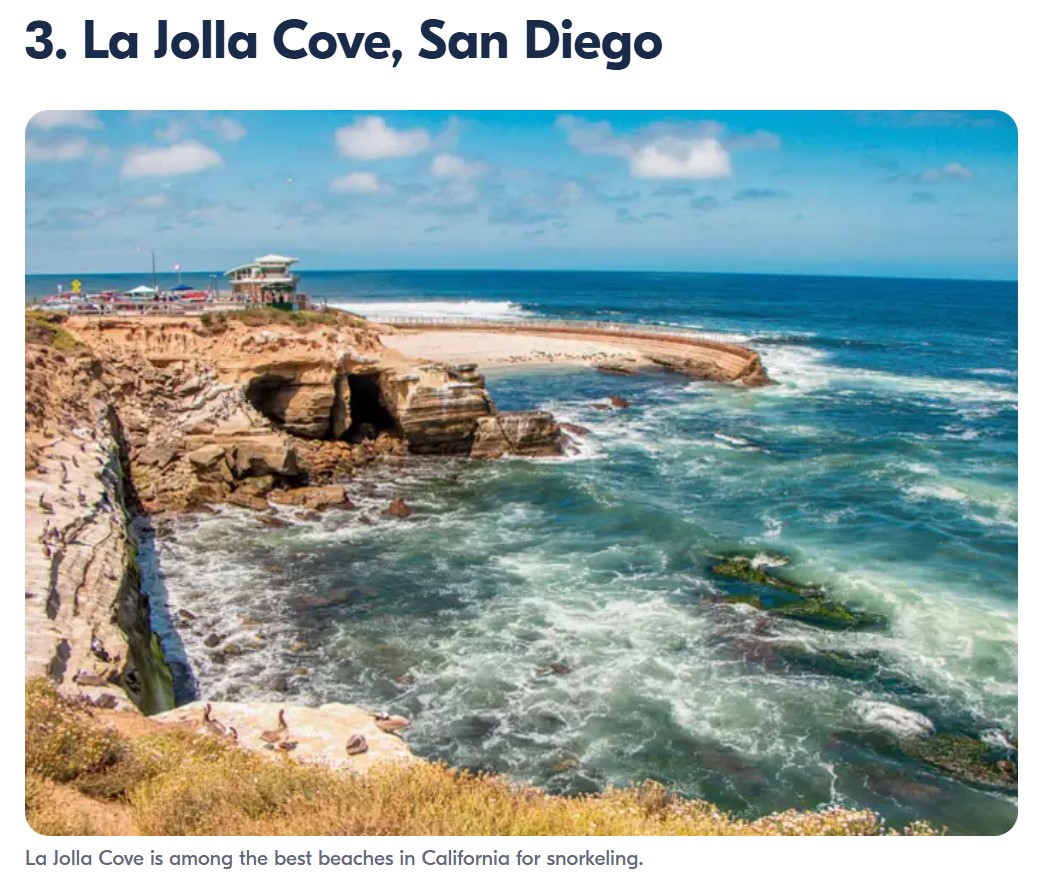 3. La Jolla Cove, San Diego
La Jolla Cove is among the best beaches in California for snorkeling.